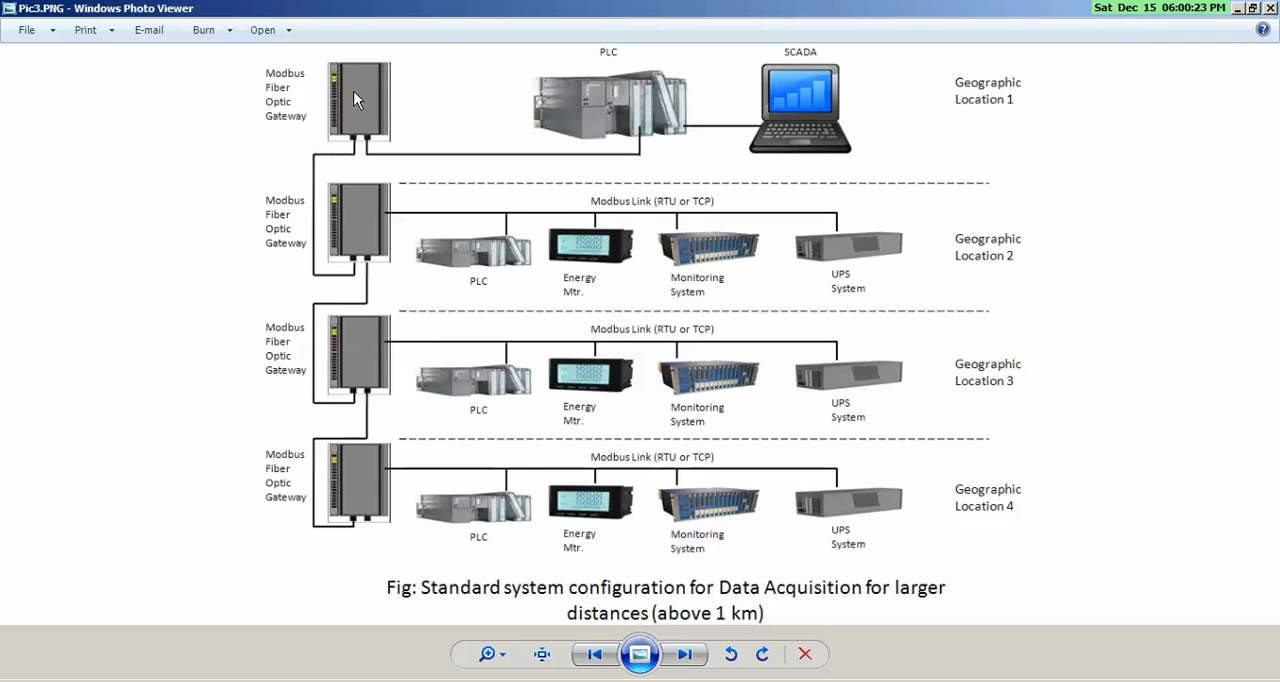 Pic3.PNG - Windows Photo Viewer
Sat Dec 15 06:00:23 PM
File Print E-mail Burn Open
PLC
SCADA
Modbus
Fiber
Optic
Gateway
Geographic
Location 1
Modbus
Fiber
Optic
Gateway
Modbus Link (RTU or TCP)
PLC
Energy
Mtr.
Monitoring
System
UPS
System
Geographic
Location 2
Modbus
Fiber
Optic
Gateway
Modbus Link (RTU or TCP)
PLC
Energy
Mtr.
Monitoring
System
UPS
System
Geographic
Location 3
Modbus
Fiber
Optic
Gateway
Modbus Link (RTU or TCP)
PLC
Energy
Mtr.
Monitoring
System
UPS
System
Geographic
Location 4
Fig: Standard system configuration for Data Acquisition for larger
distances (above 1 km)